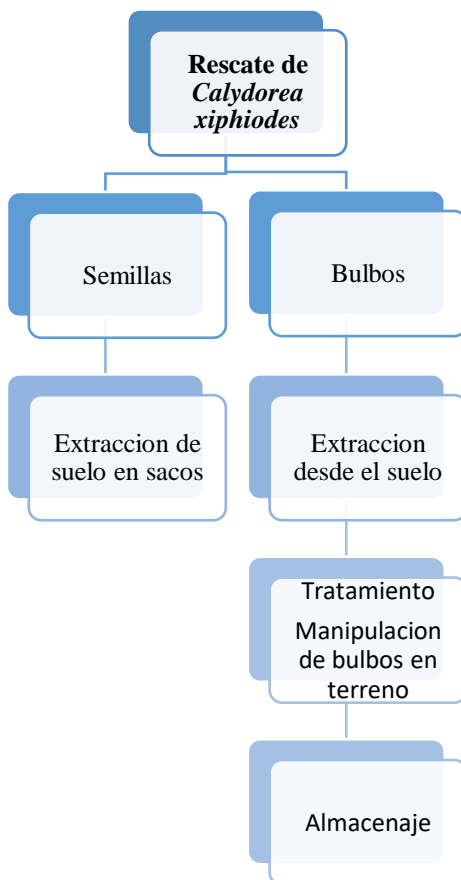 Rescate de
Calydorea
xiphiodes
Semillas
Bulbos
Extraccion de
suelo en sacos
Extraccion
desde el suelo
Tratamiento
Manipulacion
de bulbos en
terreno
Almacenaje